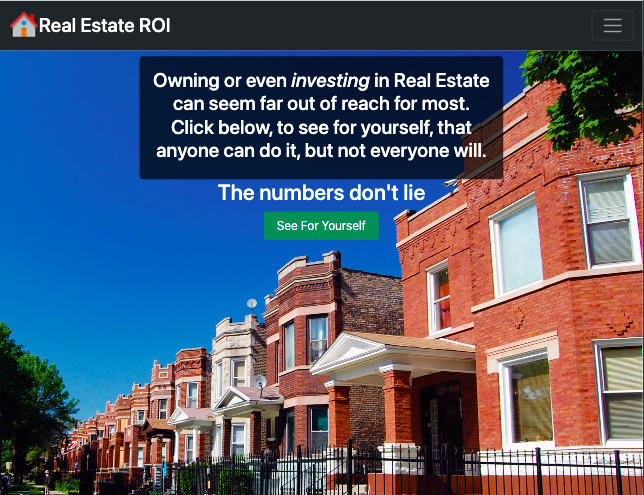 Real Estate ROI
Owning or even investing in Real Estate
can seem far out of reach for most.
Click below, to see for yourself, that
anyone can do it, but not everyone will.
The numbers don't lie
See For Yourself